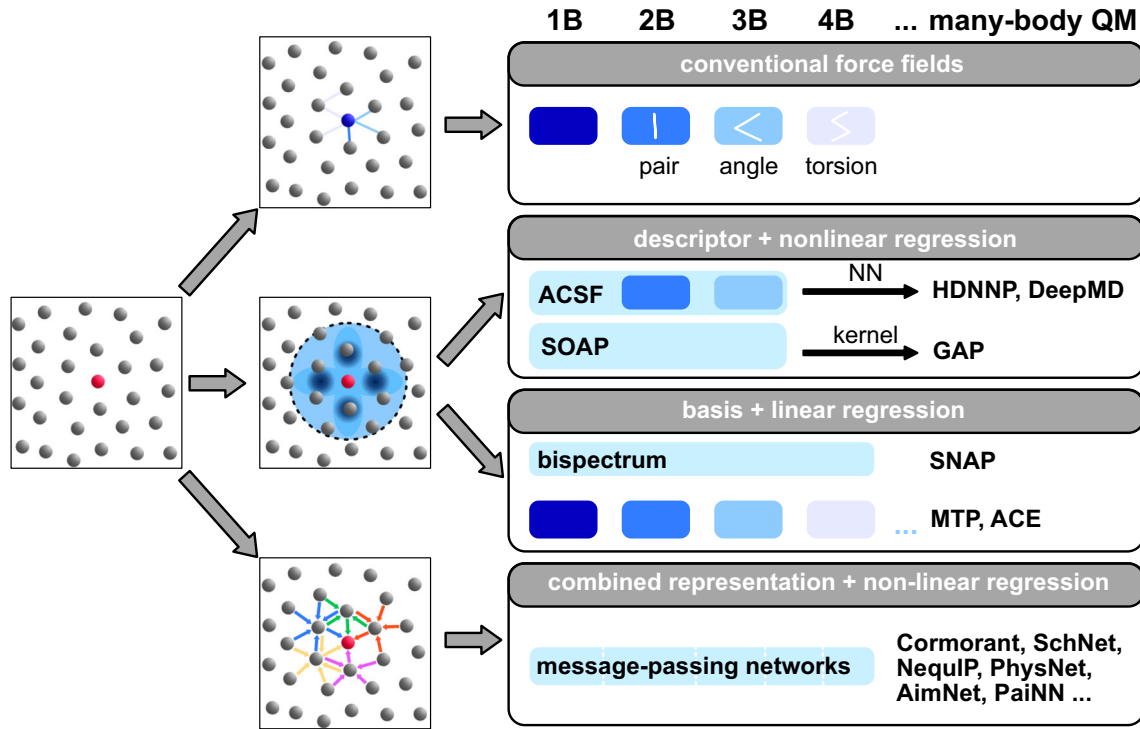 1B 2B 3B 4B ... many-body QM
conventional force fields
pair angle torsion
descriptor + nonlinear regression
ACSF NN HDNNP, DeepMD
SOAP kernel GAP
basis + linear regression
bispectrum SNAP
... MTP, ACE
combined representation + non-linear regression
message-passing networks
Cormorant, SchNet,
NequIP, PhysNet,
AimNet, PaiNN ...